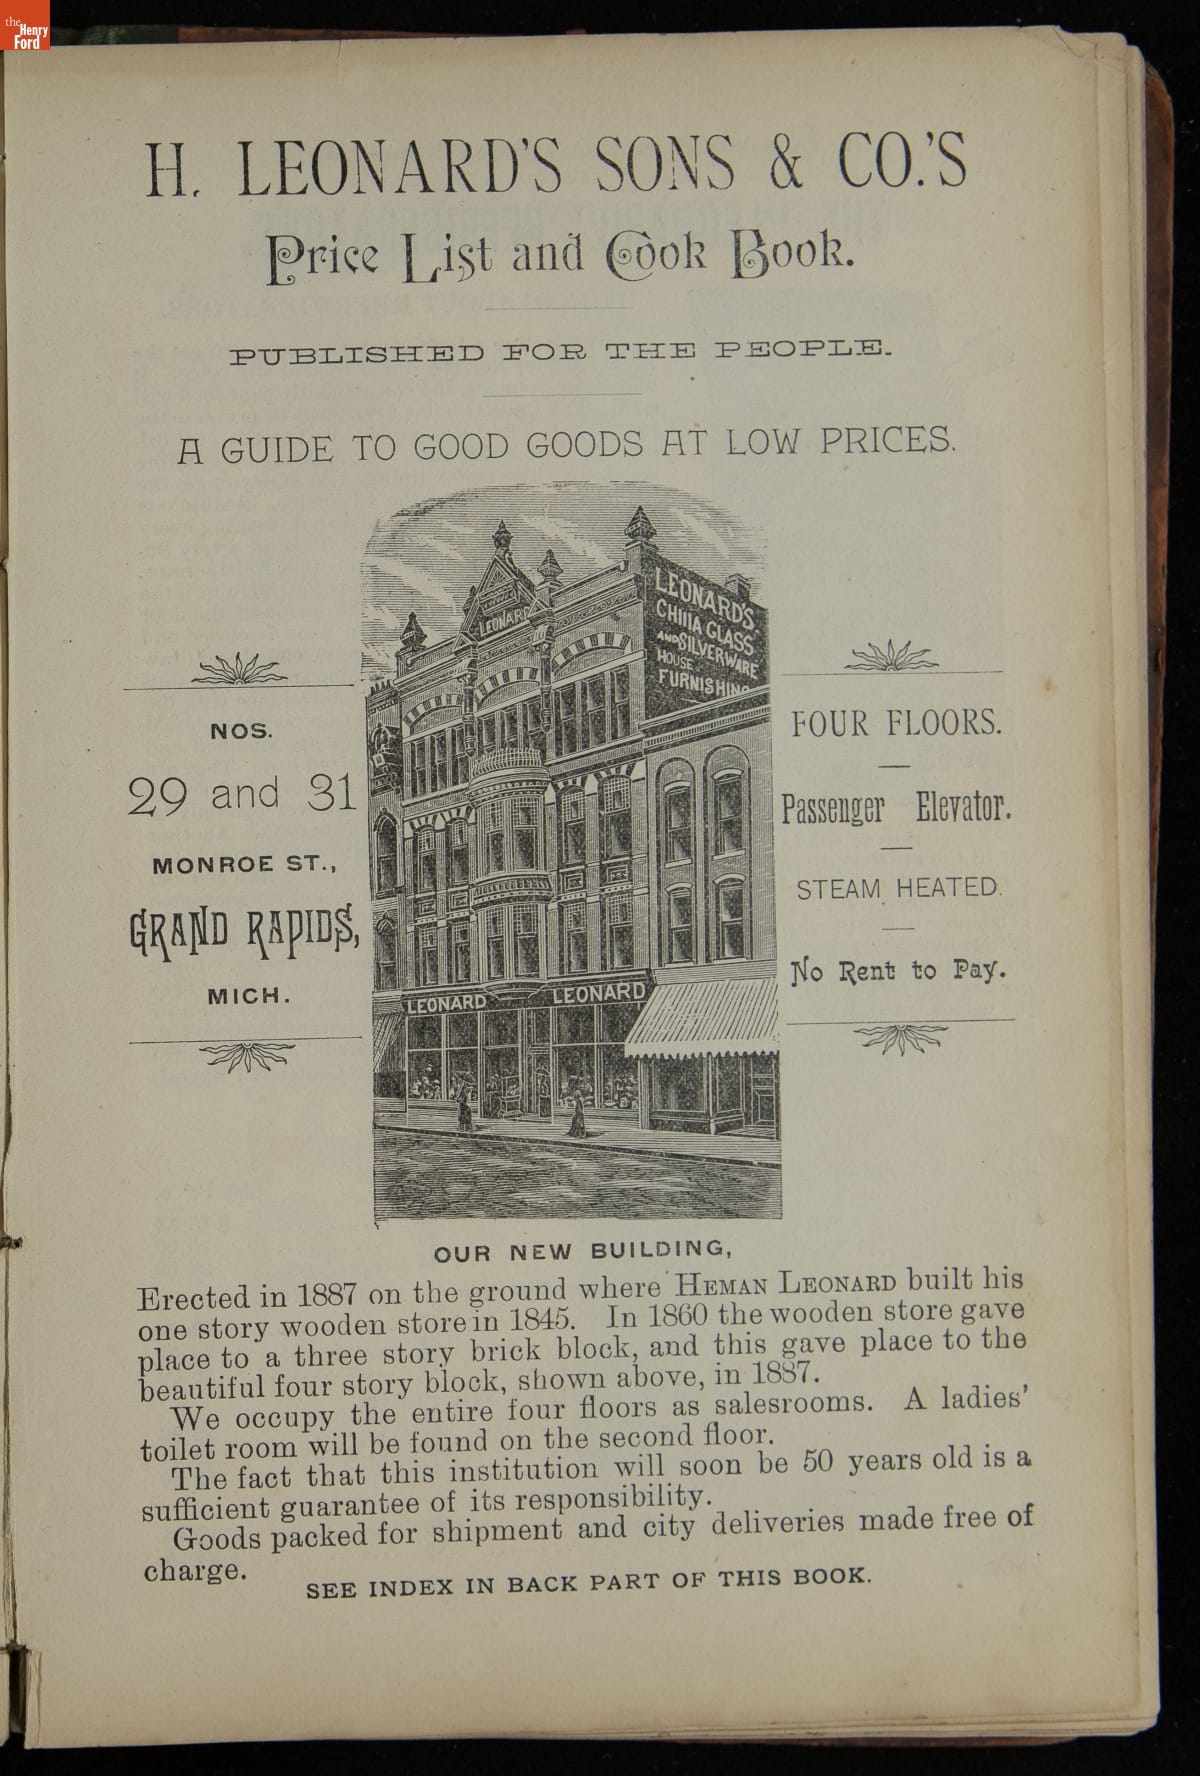 the
Henry
Ford
H. LEONARD'S SONS & CO.'S
Price List and Cook Book.
PUBLISHED FOR THE PEOPLE.
A GUIDE TO GOOD GOODS AT LOW PRICES.
LEONARD
LEONARD'S
CHINA GLASS
AND SILVERWARE
HOUSE
FURNISHING
LEONARD
LEONARD
NOS.
29 and 31
MONROE ST.,
GRAND RAPIDS,
MICH.
FOUR FLOORS.
Passenger Elevator.
STEAM HEATED.
No Rent to Pay.
OUR NEW BUILDING,
Erected in 1887 on the ground where HEMAN LEONARD built his
one story wooden store in 1845. In 1860 the wooden store gave
place to a three story brick block, and this gave place to the
beautiful four story block, shown above, in 1887.
We occupy the entire four floors as salesrooms. A ladies'
toilet room will be found on the second floor.
The fact that this institution will soon be 50 years old is a
sufficient guarantee of its responsibility.
Goods packed for shipment and city deliveries made free of
charge.
SEE INDEX IN BACK PART OF THIS BOOK.